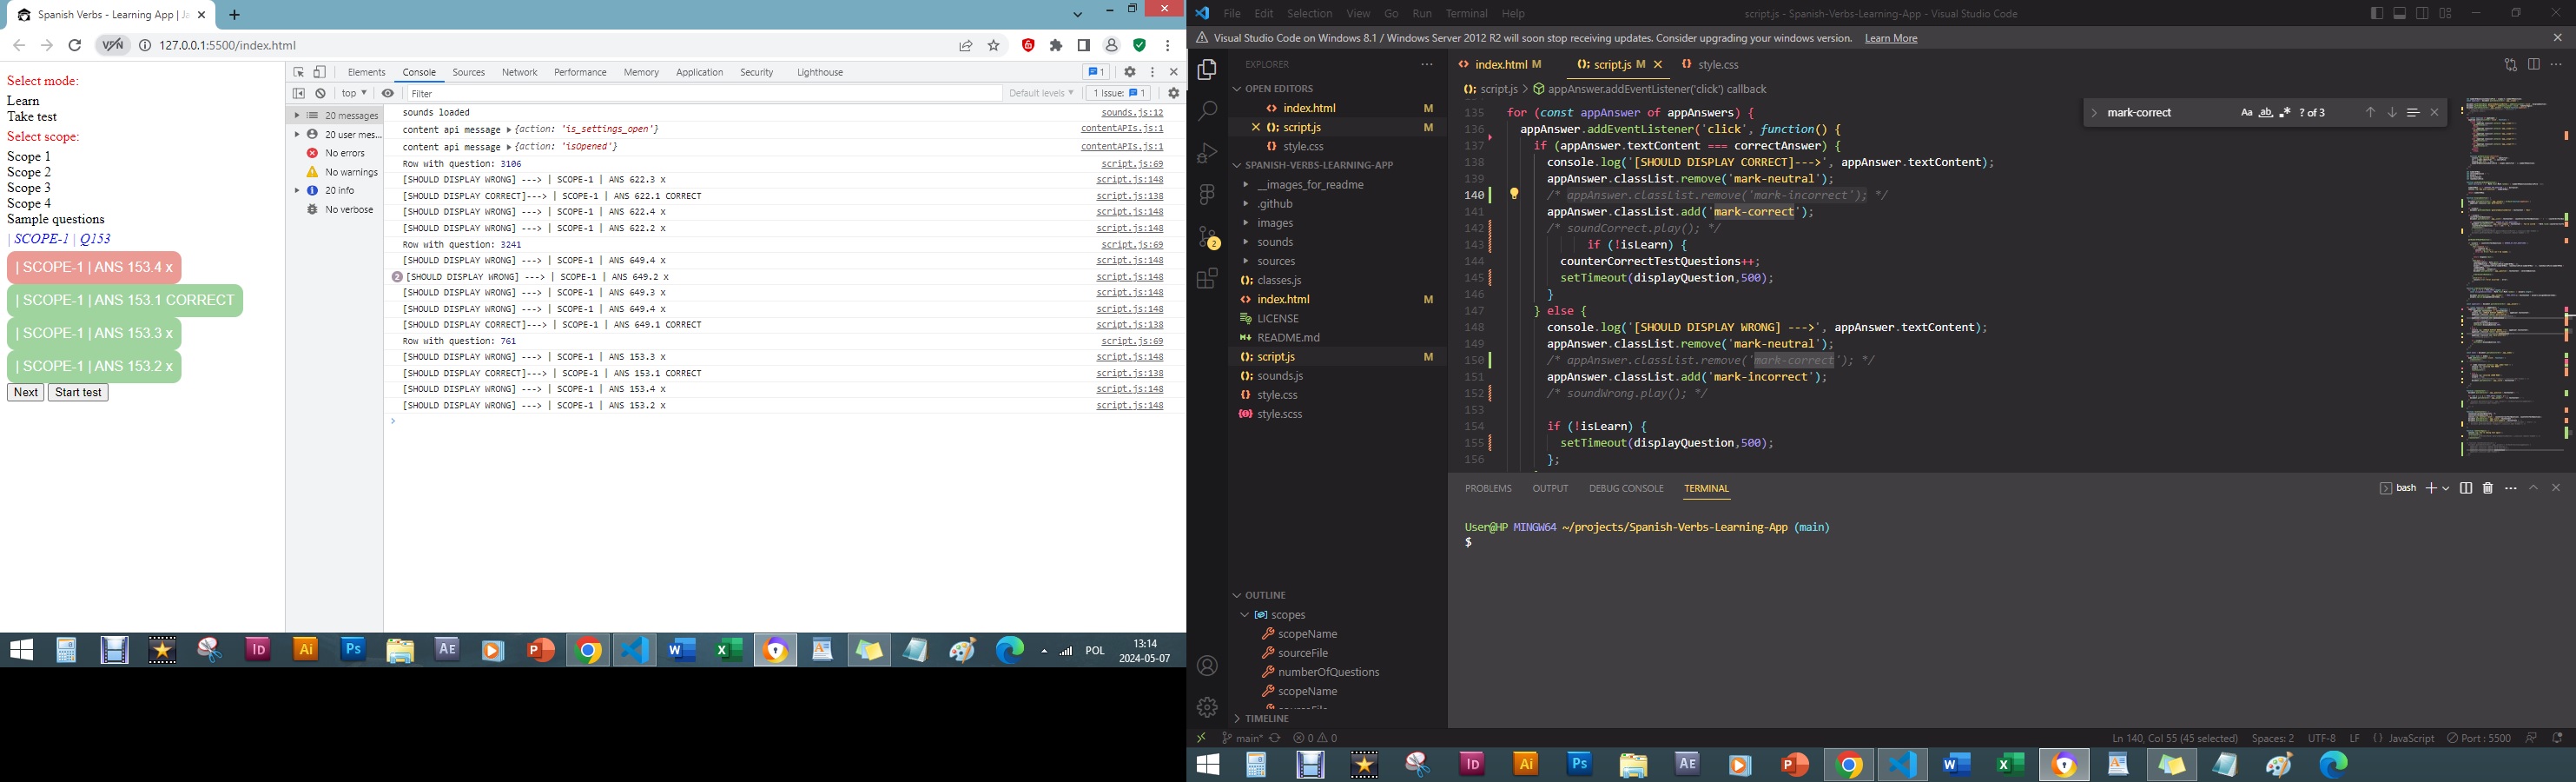 Spanish Verbs - Learning App | Ja
127.0.0.1:5500/index.html
Select mode:
Learn
Take test
Select scope:
Scope 1
Scope 2
Scope 3
Scope 4
Sample questions
| SCOPE-1 | Q153
| SCOPE-1 | ANS 153.4 x
| SCOPE-1 | ANS 153.1 CORRECT
| SCOPE-1 | ANS 153.3 x
| SCOPE-1 | ANS 153.2 x
Next Start test
Elements Console Sources Network Performance Memory Application Security Lighthouse 1
top Filter Default levels 1 Issue: 1
20 messages
20 user mes...
No errors
No warnings
20 info
No verbose
sounds loaded sounds.js:12
content api message {action: 'is_settings_open'} contentAPIs.js:1
content api message {action: 'isOpened'} contentAPIs.js:1
Row with question: 3106 script.js:69
[SHOULD DISPLAY WRONG] ---> | SCOPE-1 | ANS 622.3 x script.js:148
[SHOULD DISPLAY CORRECT]---> | SCOPE-1 | ANS 622.1 CORRECT script.js:138
[SHOULD DISPLAY WRONG] ---> | SCOPE-1 | ANS 622.4 x script.js:148
[SHOULD DISPLAY WRONG] ---> | SCOPE-1 | ANS 622.2 x script.js:148
Row with question: 3241 script.js:69
[SHOULD DISPLAY WRONG] ---> | SCOPE-1 | ANS 649.4 x script.js:148
2 [SHOULD DISPLAY WRONG] ---> | SCOPE-1 | ANS 649.2 x script.js:148
[SHOULD DISPLAY WRONG] ---> | SCOPE-1 | ANS 649.3 x script.js:148
[SHOULD DISPLAY WRONG] ---> | SCOPE-1 | ANS 649.4 x script.js:148
[SHOULD DISPLAY CORRECT]---> | SCOPE-1 | ANS 649.1 CORRECT script.js:138
Row with question: 761 script.js:69
[SHOULD DISPLAY WRONG] ---> | SCOPE-1 | ANS 153.3 x script.js:148
[SHOULD DISPLAY CORRECT]---> | SCOPE-1 | ANS 153.1 CORRECT script.js:138
[SHOULD DISPLAY WRONG] ---> | SCOPE-1 | ANS 153.4 x script.js:148
[SHOULD DISPLAY WRONG] ---> | SCOPE-1 | ANS 153.2 x script.js:148
POL
13:14
2024-05-07
File Edit Selection View Go Run Terminal Help script.js - Spanish-Verbs-Learning-App - Visual Studio Code
Visual Studio Code on Windows 8.1 / Windows Server 2012 R2 will soon stop receiving updates. Consider upgrading your windows version. Learn More
EXPLORER
OPEN EDITORS
index.html M
script.js M
style.css
SPANISH-VERBS-LEARNING-APP
__images_for_readme
.github
images
sounds
sources
classes.js
index.html M
LICENSE
README.md
script.js M
sounds.js
style.css
style.scss
2
OUTLINE
scopes
scopeName
sourceFile
numberOfQuestions
scopeName
TIMELINE
index.html M script.js M style.css
script.js > appAnswer.addEventListener('click') callback
mark-correct Aa ab ? of 3
135 for (const appAnswer of appAnswers) {
136 appAnswer.addEventListener('click', function() {
137 if (appAnswer.textContent === correctAnswer) {
138 console.log('[SHOULD DISPLAY CORRECT]--->', appAnswer.textContent);
139 appAnswer.classList.remove('mark-neutral');
140 /* appAnswer.classList.remove('mark-incorrect'); */
141 appAnswer.classList.add('mark-correct');
142 /* soundCorrect.play(); */
143 if (!isLearn) {
144 counterCorrectTestQuestions++;
145 setTimeout(displayQuestion,500);
146 }
147 } else {
148 console.log('[SHOULD DISPLAY WRONG] --->', appAnswer.textContent);
149 appAnswer.classList.remove('mark-neutral');
150 /* appAnswer.classList.remove('mark-correct'); */
151 appAnswer.classList.add('mark-incorrect');
152 /* soundWrong.play(); */
153
154 if (!isLearn) {
155 setTimeout(displayQuestion,500);
156 };
PROBLEMS OUTPUT DEBUG CONSOLE TERMINAL bash
User@HP MINGW64 ~/projects/Spanish-Verbs-Learning-App (main)
$
main* 0 0 Ln 140, Col 55 (45 selected) Spaces: 2 UTF-8 LF {} JavaScript Port : 5500